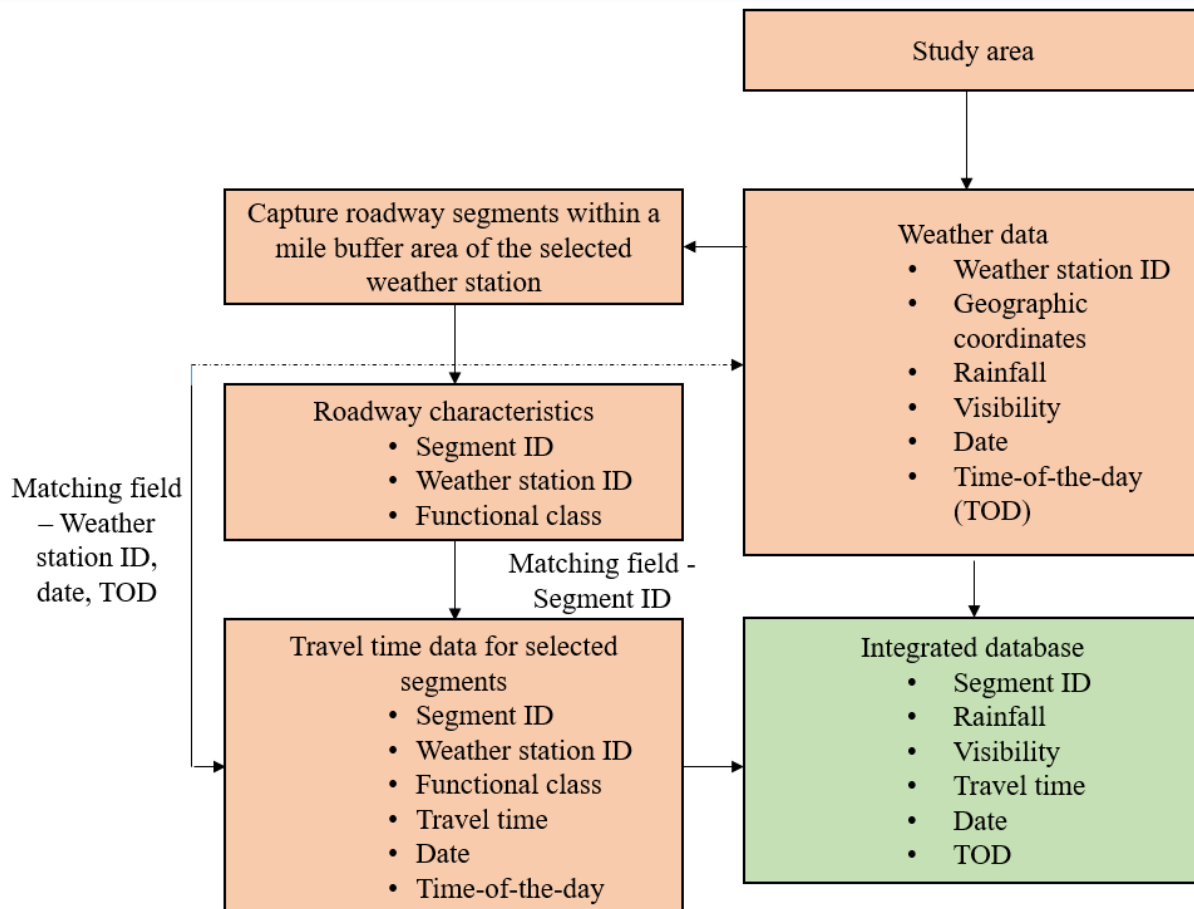 Study area
Capture roadway segments within a
mile buffer area of the selected
weather station
Weather data
• Weather station ID
• Geographic
coordinates
• Rainfall
• Visibility
• Date
• Time-of-the-day
(TOD)
Roadway characteristics
• Segment ID
• Weather station ID
• Functional class
Matching field
– Weather
station ID,
date, TOD
Matching field -
Segment ID
Travel time data for selected
segments
• Segment ID
• Weather station ID
• Functional class
• Travel time
• Date
• Time-of-the-day
Integrated database
• Segment ID
• Rainfall
• Visibility
• Travel time
• Date
• TOD